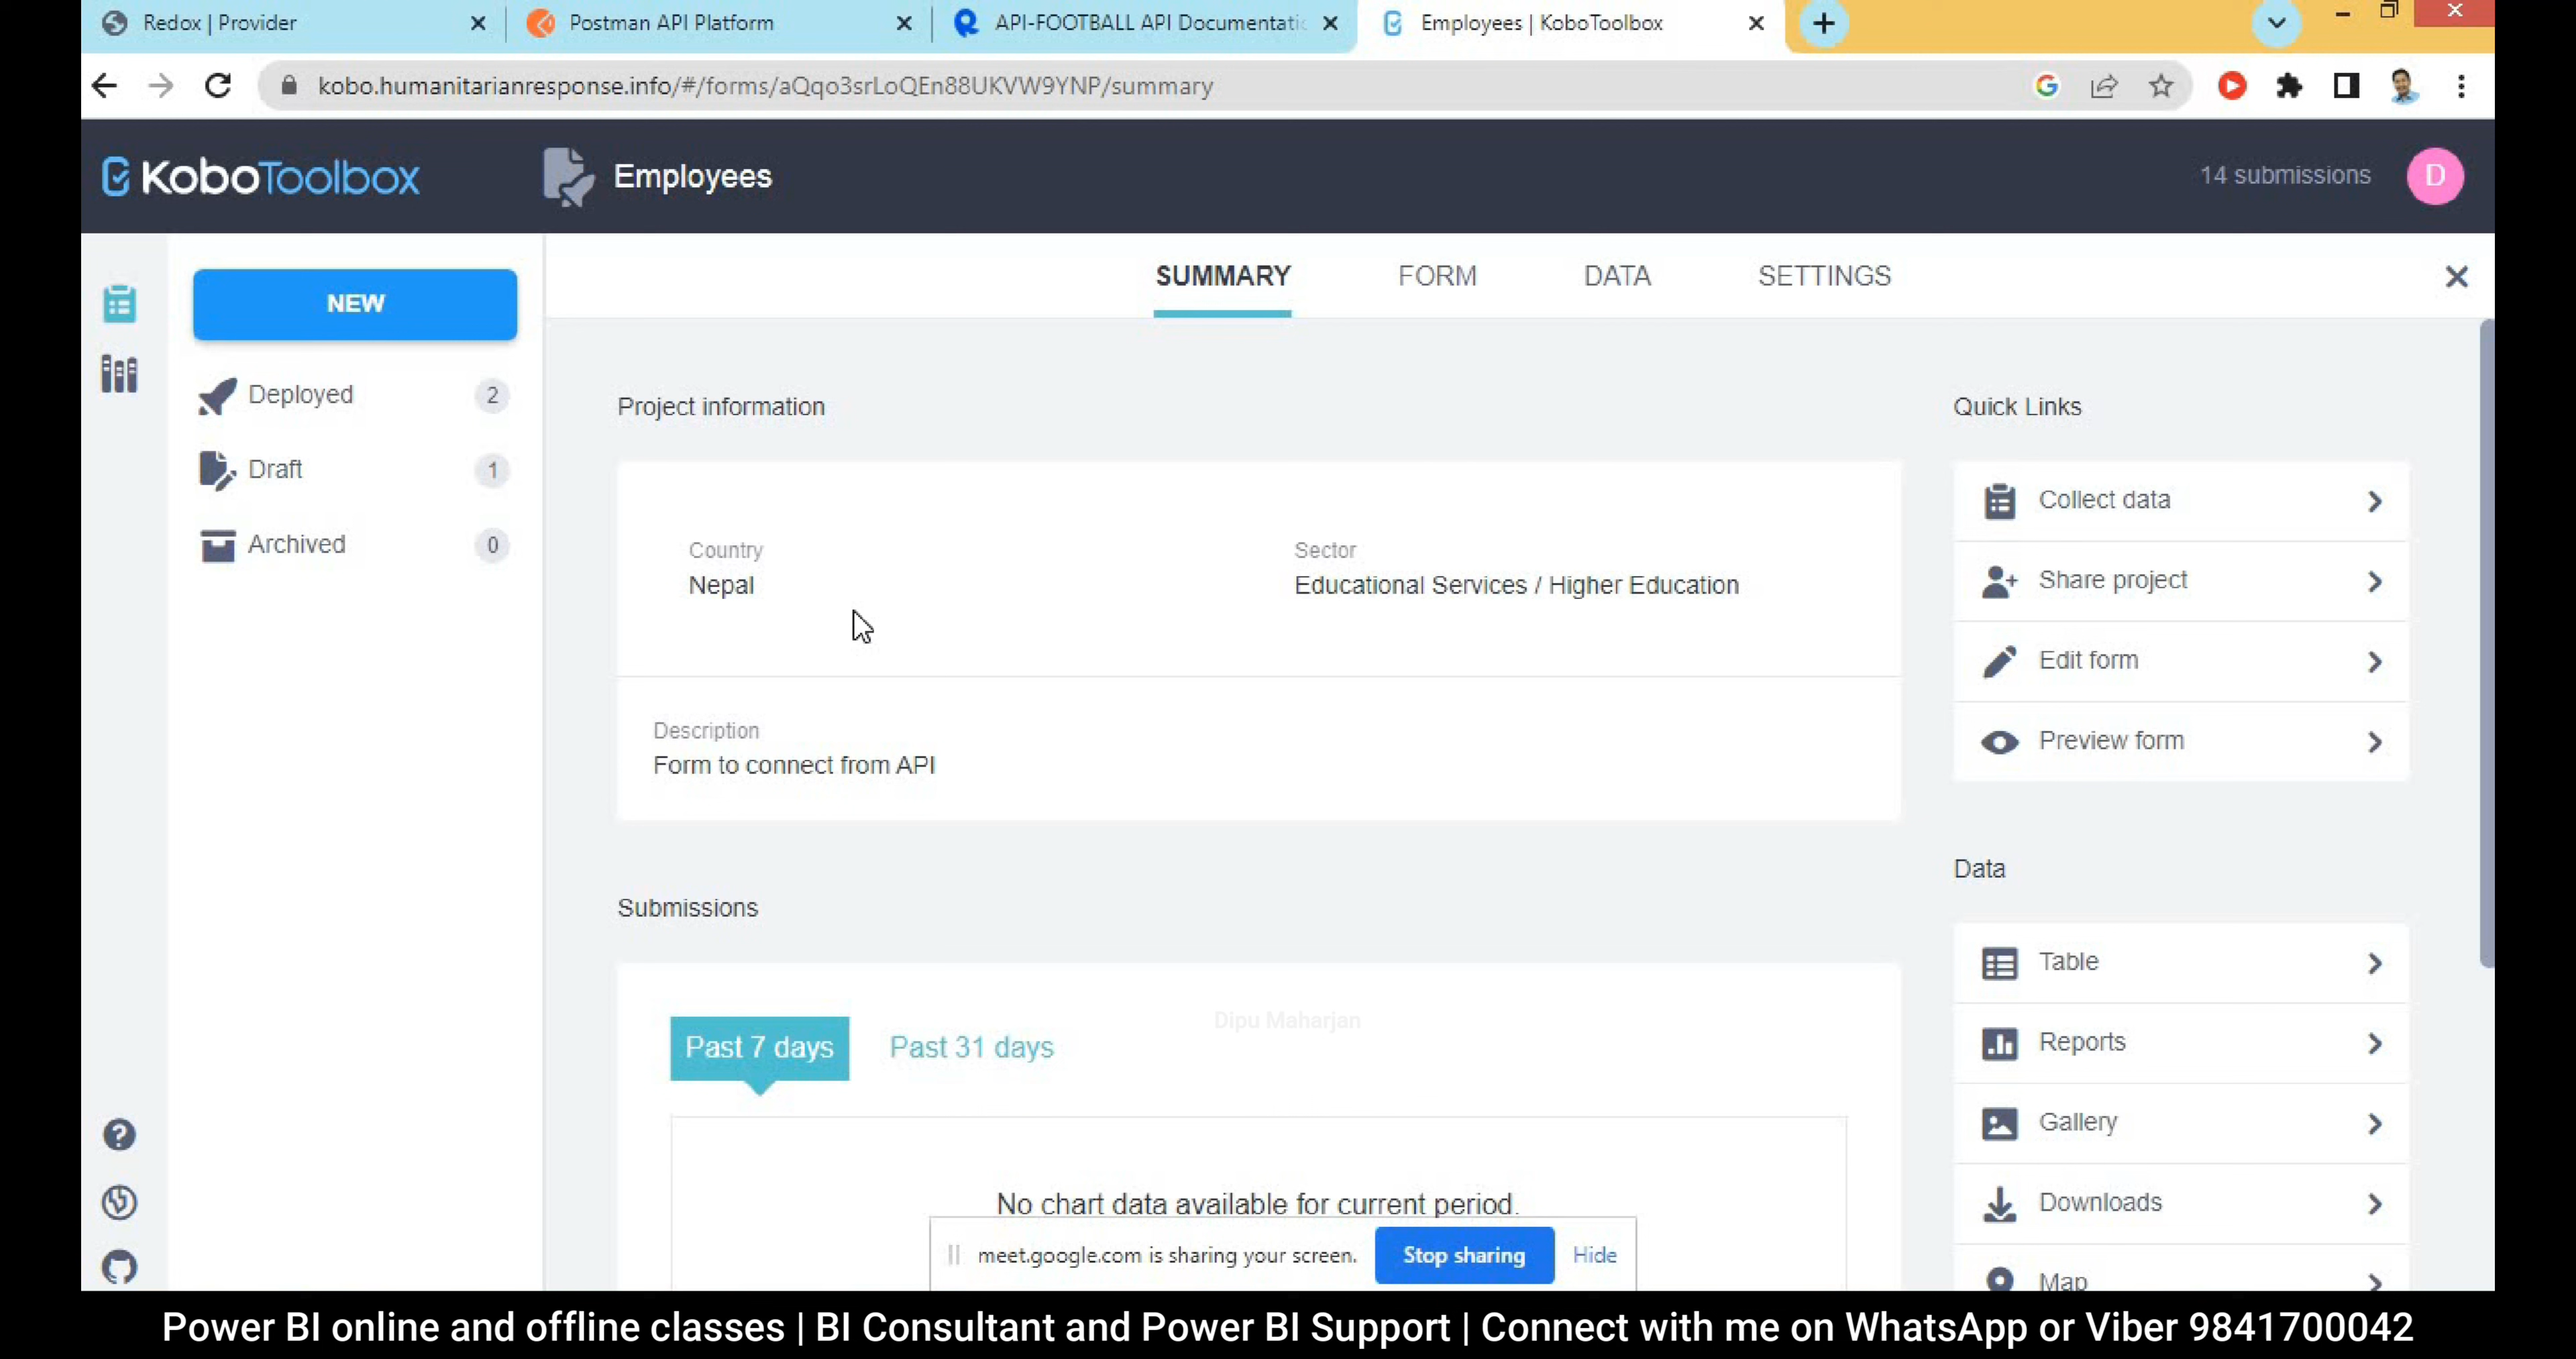 Redox | Provider
Postman API Platform
API-FOOTBALL API Documentatic
Employees | KoboToolbox
kobo.humanitarianresponse.info/#/forms/aQqo3srLoQEn88UKVW9YNP/summary
KoboToolbox
Employees
14 submissions
D
NEW
Deployed 2
Draft 1
Archived 0
SUMMARY
FORM
DATA
SETTINGS
Project information
Country
Nepal
Sector
Educational Services / Higher Education
Description
Form to connect from API
Submissions
Past 7 days
Past 31 days
Dipu Maharjan
No chart data available for current period.
Quick Links
Collect data
Share project
Edit form
Preview form
Data
Table
Reports
Gallery
Downloads
Map
meet.google.com is sharing your screen.
Stop sharing
Hide
Power BI online and offline classes | BI Consultant and Power BI Support | Connect with me on WhatsApp or Viber 9841700042